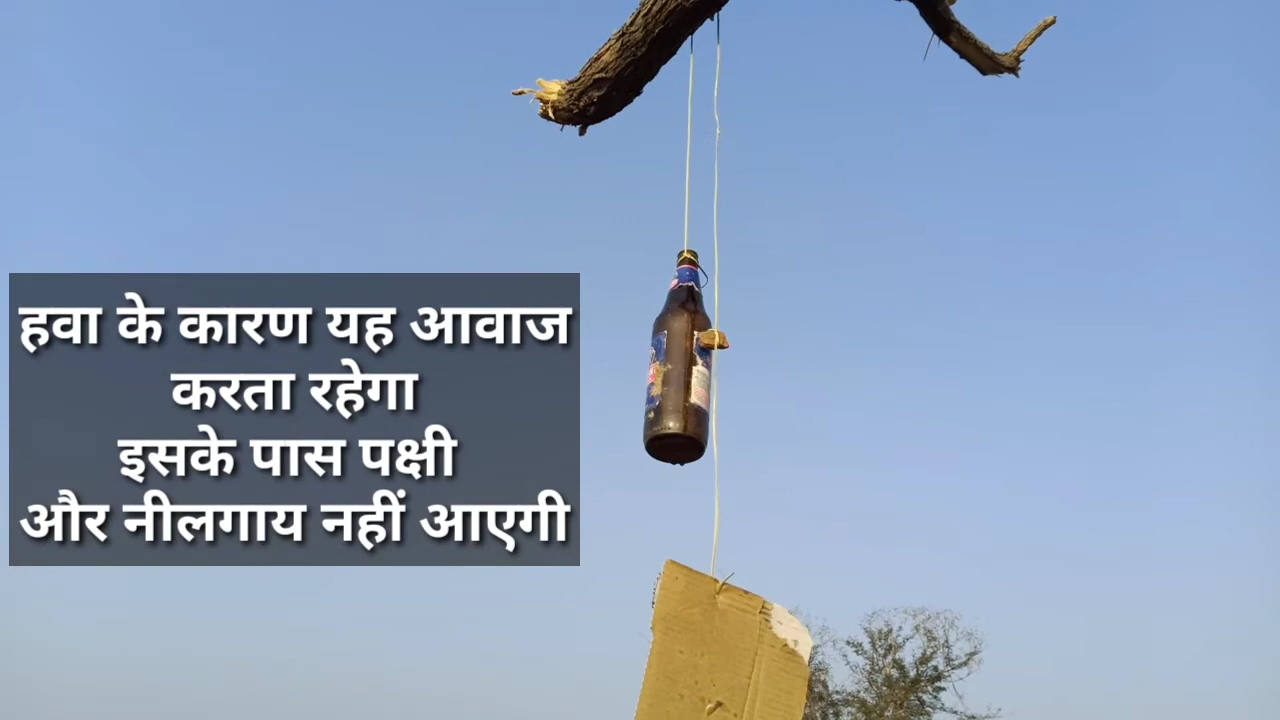 हवा के कारण यह आवाज
करता रहेगा
इसके पास पक्षी
और नीलगाय नहीं आएगी